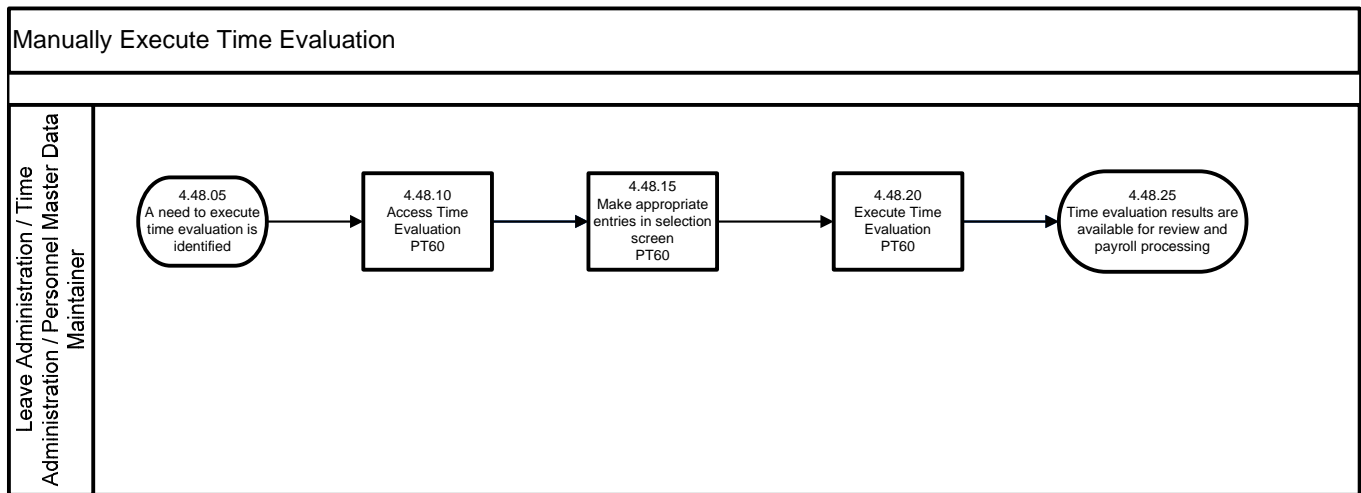 Manually Execute Time Evaluation
Leave Administration / Time
Administration / Personnel Master Data
Maintainer
4.48.05
A need to execute
time evaluation is
identified
4.48.10
Access Time
Evaluation
PT60
4.48.15
Make appropriate
entries in selection
screen
PT60
4.48.20
Execute Time
Evaluation
PT60
4.48.25
Time evaluation results are
available for review and
payroll processing